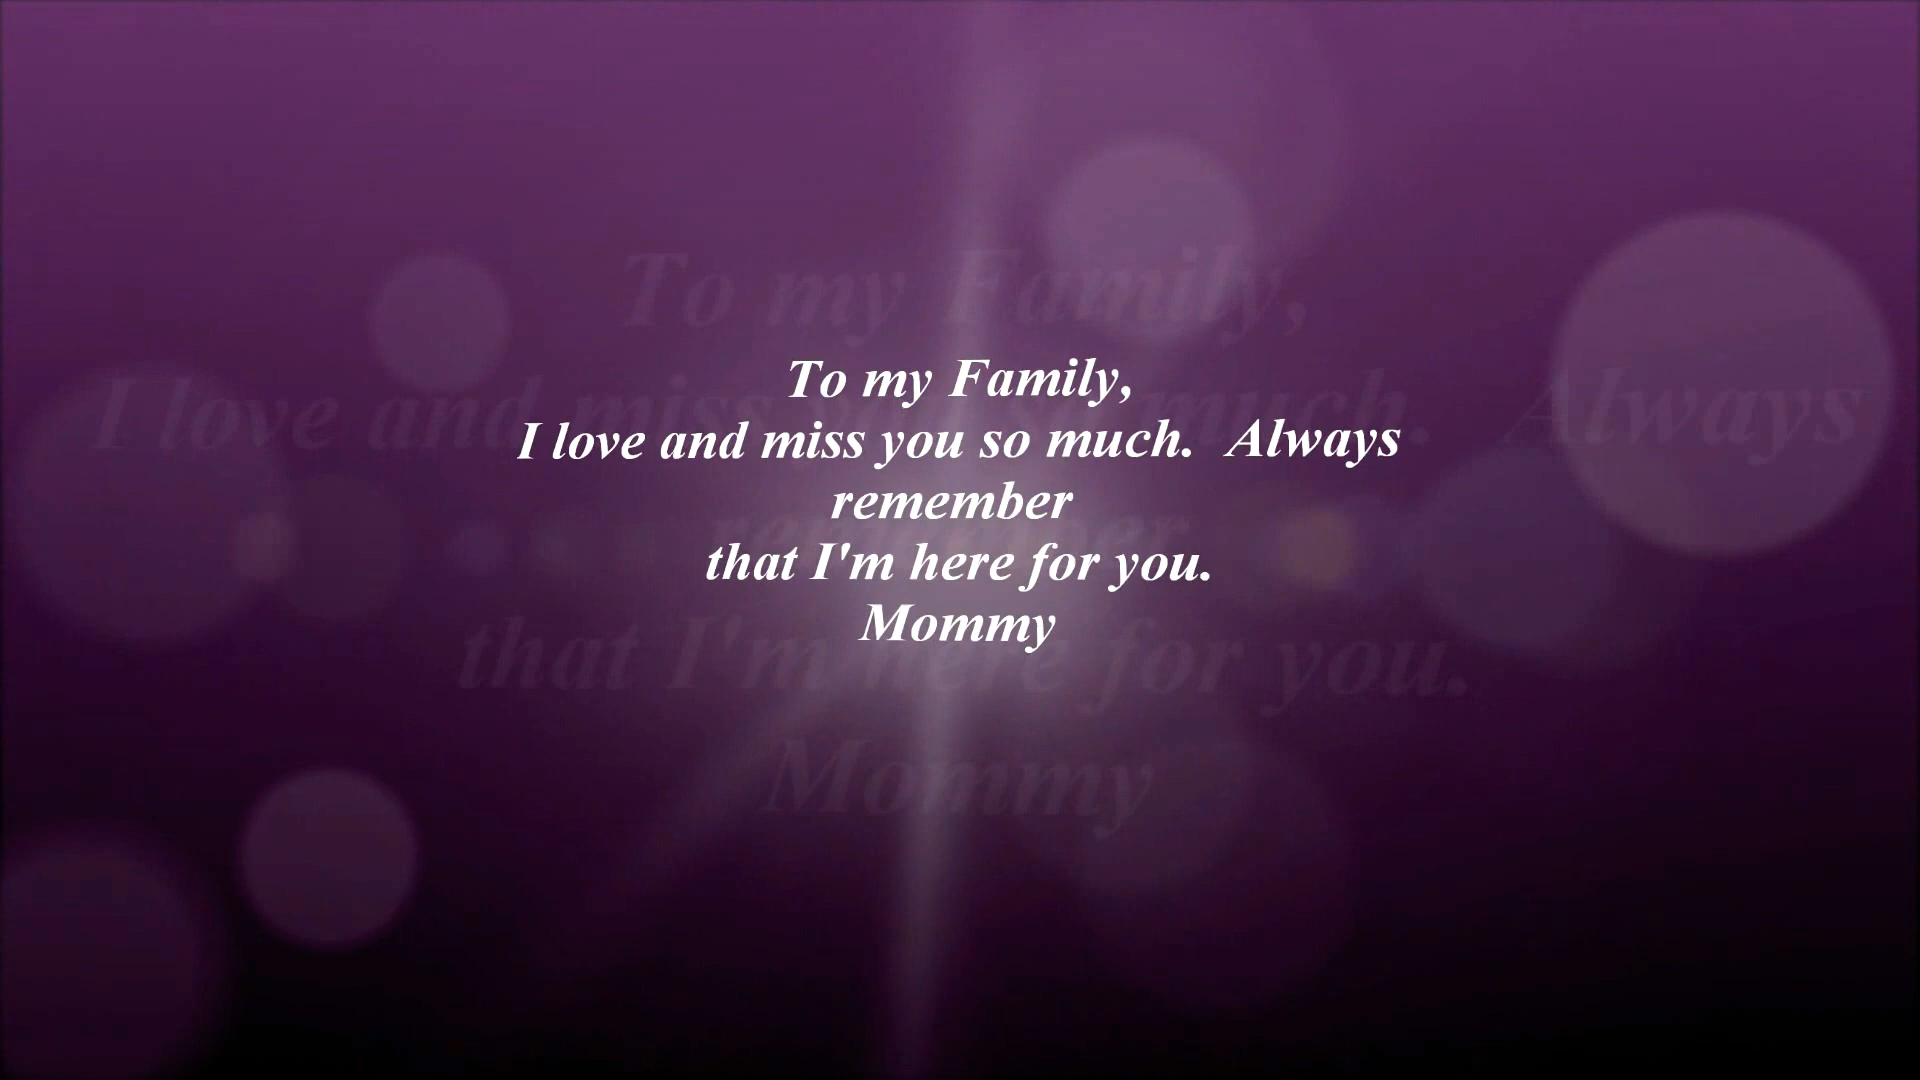 To my Family,
I love and miss you so much.  Always
remember
that I'm here for you.
Mommy